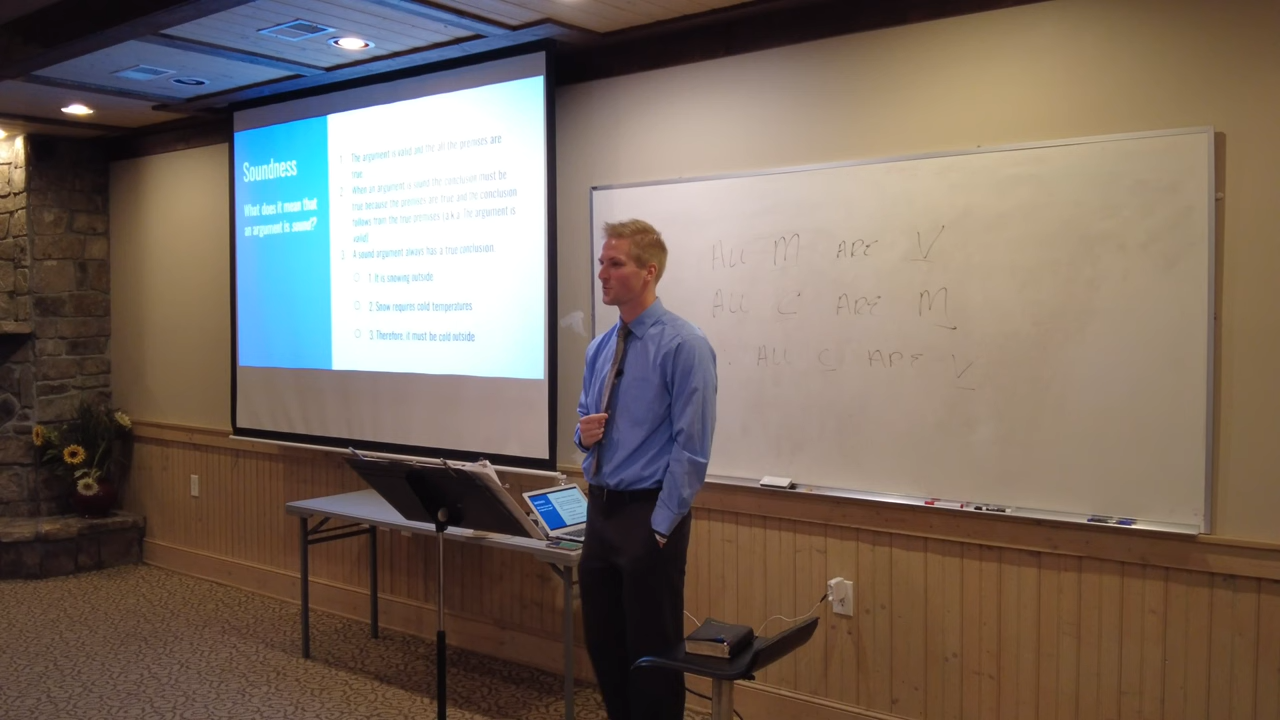 Soundness
What does it mean that
an argument is sound?
1. The argument is valid and the all the premises are
true.
2. When an argument is sound the conclusion must be
true because the premises are true and the conclusion
follows from the true premises (a.k.a. The argument is
valid)
3. A sound argument always has a true conclusion
1. It is snowing outside
2. Snow requires cold temperatures
3. Therefore, it must be cold outside
ALL M ARE V
ALL C ARE M
ALL C ARE V